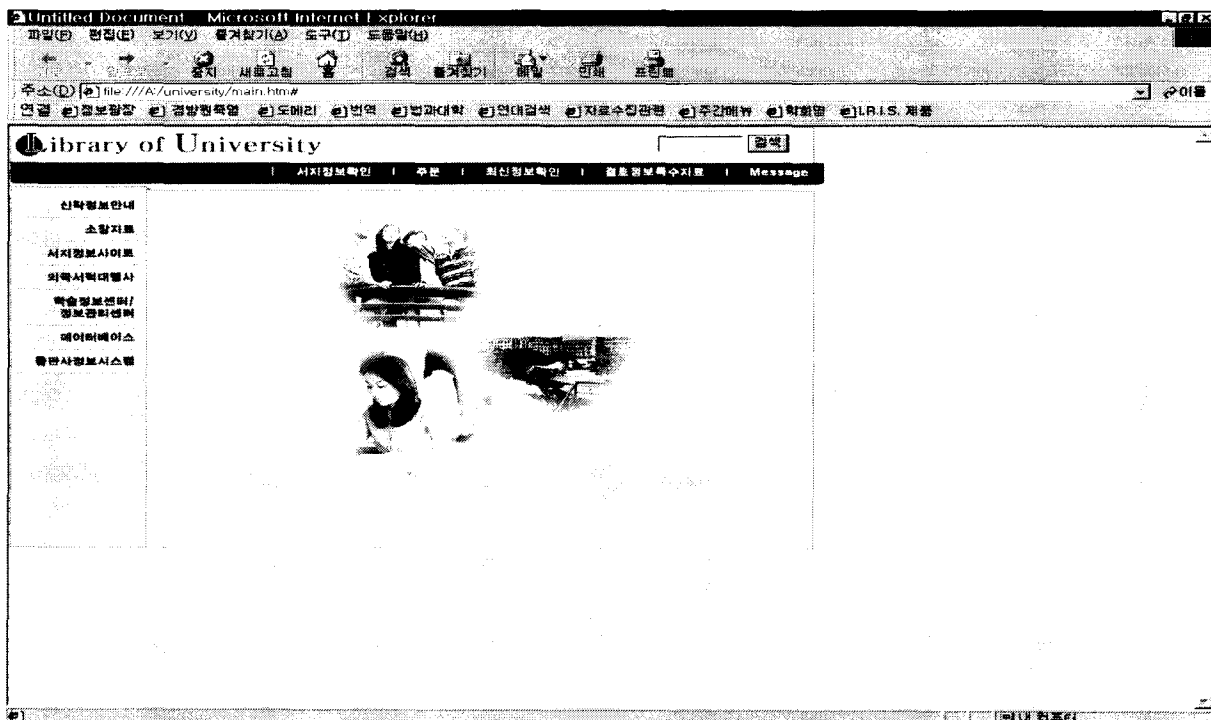 Untitled Document Microsoft Internet Explorer
파일(F) 편집(E) 보기(V) 즐겨찾기(A) 도구(T) 도움말(H)
중지 새로고침 홈 검색 즐겨찾기 메일 인쇄 프린트
주소(D) file:///A:/university/main.htm# 이동
연결 정보광장 도메리 번역 법과대학 연대검색 자료수집관련 주간메뉴 학회명 I.R.I.S. 제품
Library of University 검색
| 서지정보확인 | 주문 | 최신정보확인 | 특수자료 | Message
신착정보안내
소장자료
서지정보사이트
외국서적대행사
학술정보센터/
정보관리센터
데이터베이스
출판사정보시스템
내 컴퓨터